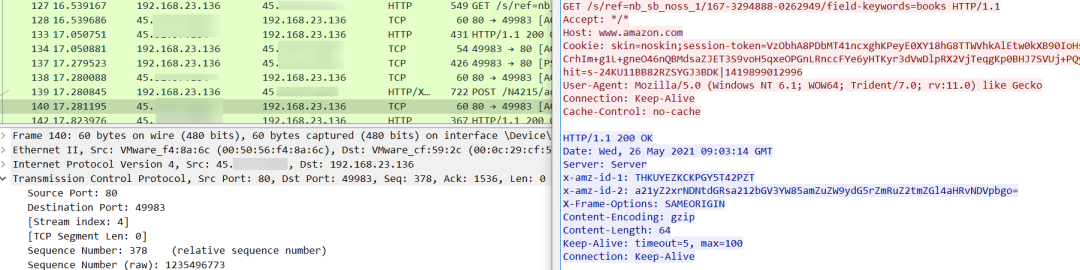 127 16.539067 192.168.23.136 45. HTTP 549 GET /s/ref=nb
128 16.539686 45. 192.168.23.136 TCP 60 80 → 49983 [AC
133 17.050751 45. 192.168.23.136 HTTP 431 HTTP/1.1 200 O
134 17.050881 192.168.23.136 45. TCP 54 49983 → 80 [AC
137 17.279523 192.168.23.136 45. TCP 426 49983 → 80 [PS
138 17.280088 45. 192.168.23.136 TCP 60 80 → 49983 [AC
139 17.280845 192.168.23.136 45. HTTP/X... 722 POST /N4215/ad
140 17.281195 45. 192.168.23.136 TCP 60 80 → 49983 [AC
142 17.823976 45. 192.168.23.136 HTTP 367 HTTP/1.1 200
Frame 140: 60 bytes on wire (480 bits), 60 bytes captured (480 bits) on interface \Device\
Ethernet II, Src: VMware_f4:8a:6c (00:50:56:f4:8a:6c), Dst: VMware_cf:59:2c (00:0c:29:cf:5
Internet Protocol Version 4, Src: 45. , Dst: 192.168.23.136
Transmission Control Protocol, Src Port: 80, Dst Port: 49983, Seq: 378, Ack: 1536, Len: 0
Source Port: 80
Destination Port: 49983
[Stream index: 4]
[TCP Segment Len: 0]
Sequence Number: 378 (relative sequence number)
Sequence Number (raw): 1235496773
GET /s/ref=nb_sb_noss_1/167-3294888-0262949/field-keywords=books HTTP/1.1
Accept: "*/*"
Host: www.amazon.com
Cookie: skin=noskin;session-token=VzObhA8PDbMT41ncxghKPeyE0XY18hG8TTWVhkAlEtw0kXB90IoHs
CrhIm+g1L+gneO46nQBMdsaZJET3S9voH5qxeOPGnLRnccFYe6yHTKyr3dVwDlpRX2VjTeqgKp0BHJ7SVUj+PQy
hit=s-24KU11BB82RZSYGJ3BDK|1419899012996
User-Agent: Mozilla/5.0 (Windows NT 6.1; WOW64; Trident/7.0; rv:11.0) like Gecko
Connection: Keep-Alive
Cache-Control: no-cache
HTTP/1.1 200 OK
Date: Wed, 26 May 2021 09:03:14 GMT
Server: Server
x-amz-id-1: THKUYEZKCKPGY5T42PZT
x-amz-id-2: a21yZ2xrNDNtdGRsa212bGV3YW85amZuZW9ydG5rZmRuZ2tmZGl4aHRvNDVpbgo=
X-Frame-Options: SAMEORIGIN
Content-Encoding: gzip
Content-Length: 64
Keep-Alive: timeout=5, max=100
Connection: Keep-Alive